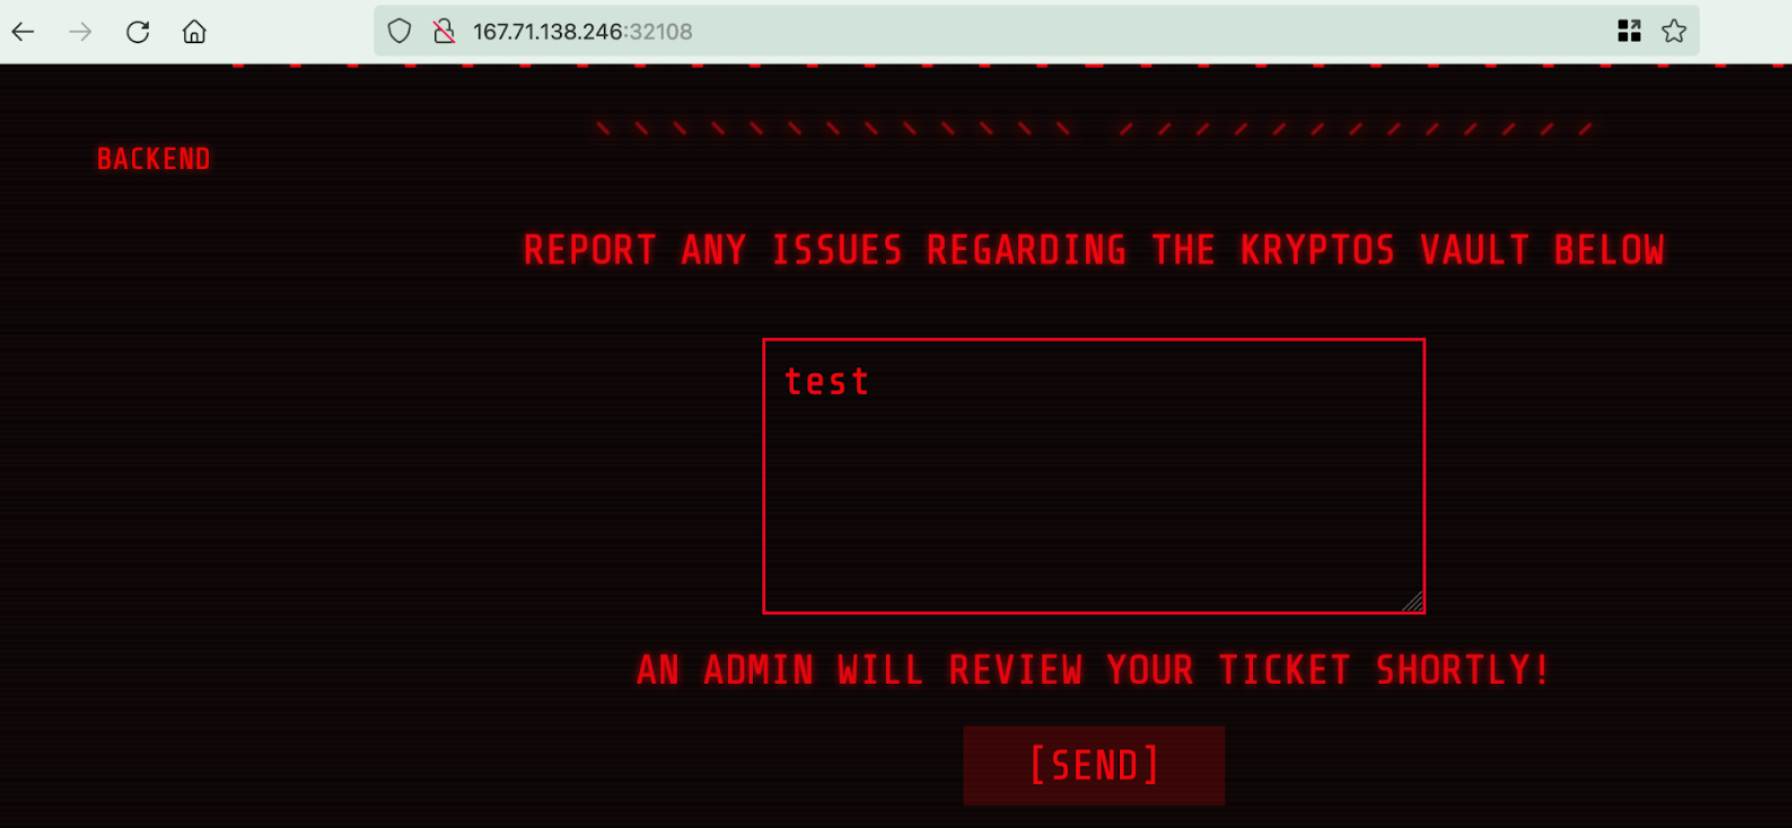 167.71.138.246:32108
BACKEND
REPORT ANY ISSUES REGARDING THE KRYPTOS VAULT BELOW
test
AN ADMIN WILL REVIEW YOUR TICKET SHORTLY!
[SEND]